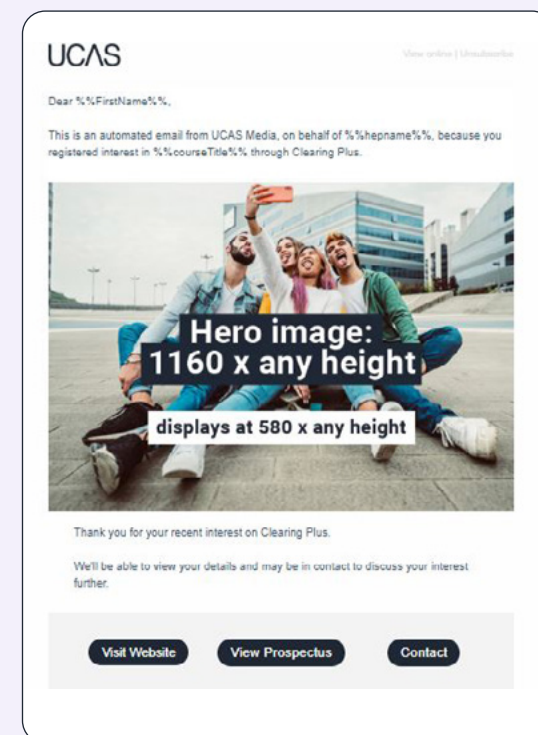 UCAS
View online | Unsubscribe
Dear %%FirstName%%,
This is an automated email from UCAS Media, on behalf of %%hepname%%, because you
registered interest in %%courseTitle%% through Clearing Plus.
Hero image:
1160 x any height
displays at 580 x any height
Thank you for your recent interest on Clearing Plus.
We'll be able to view your details and may be in contact to discuss your interest
further.
Visit Website
View Prospectus
Contact